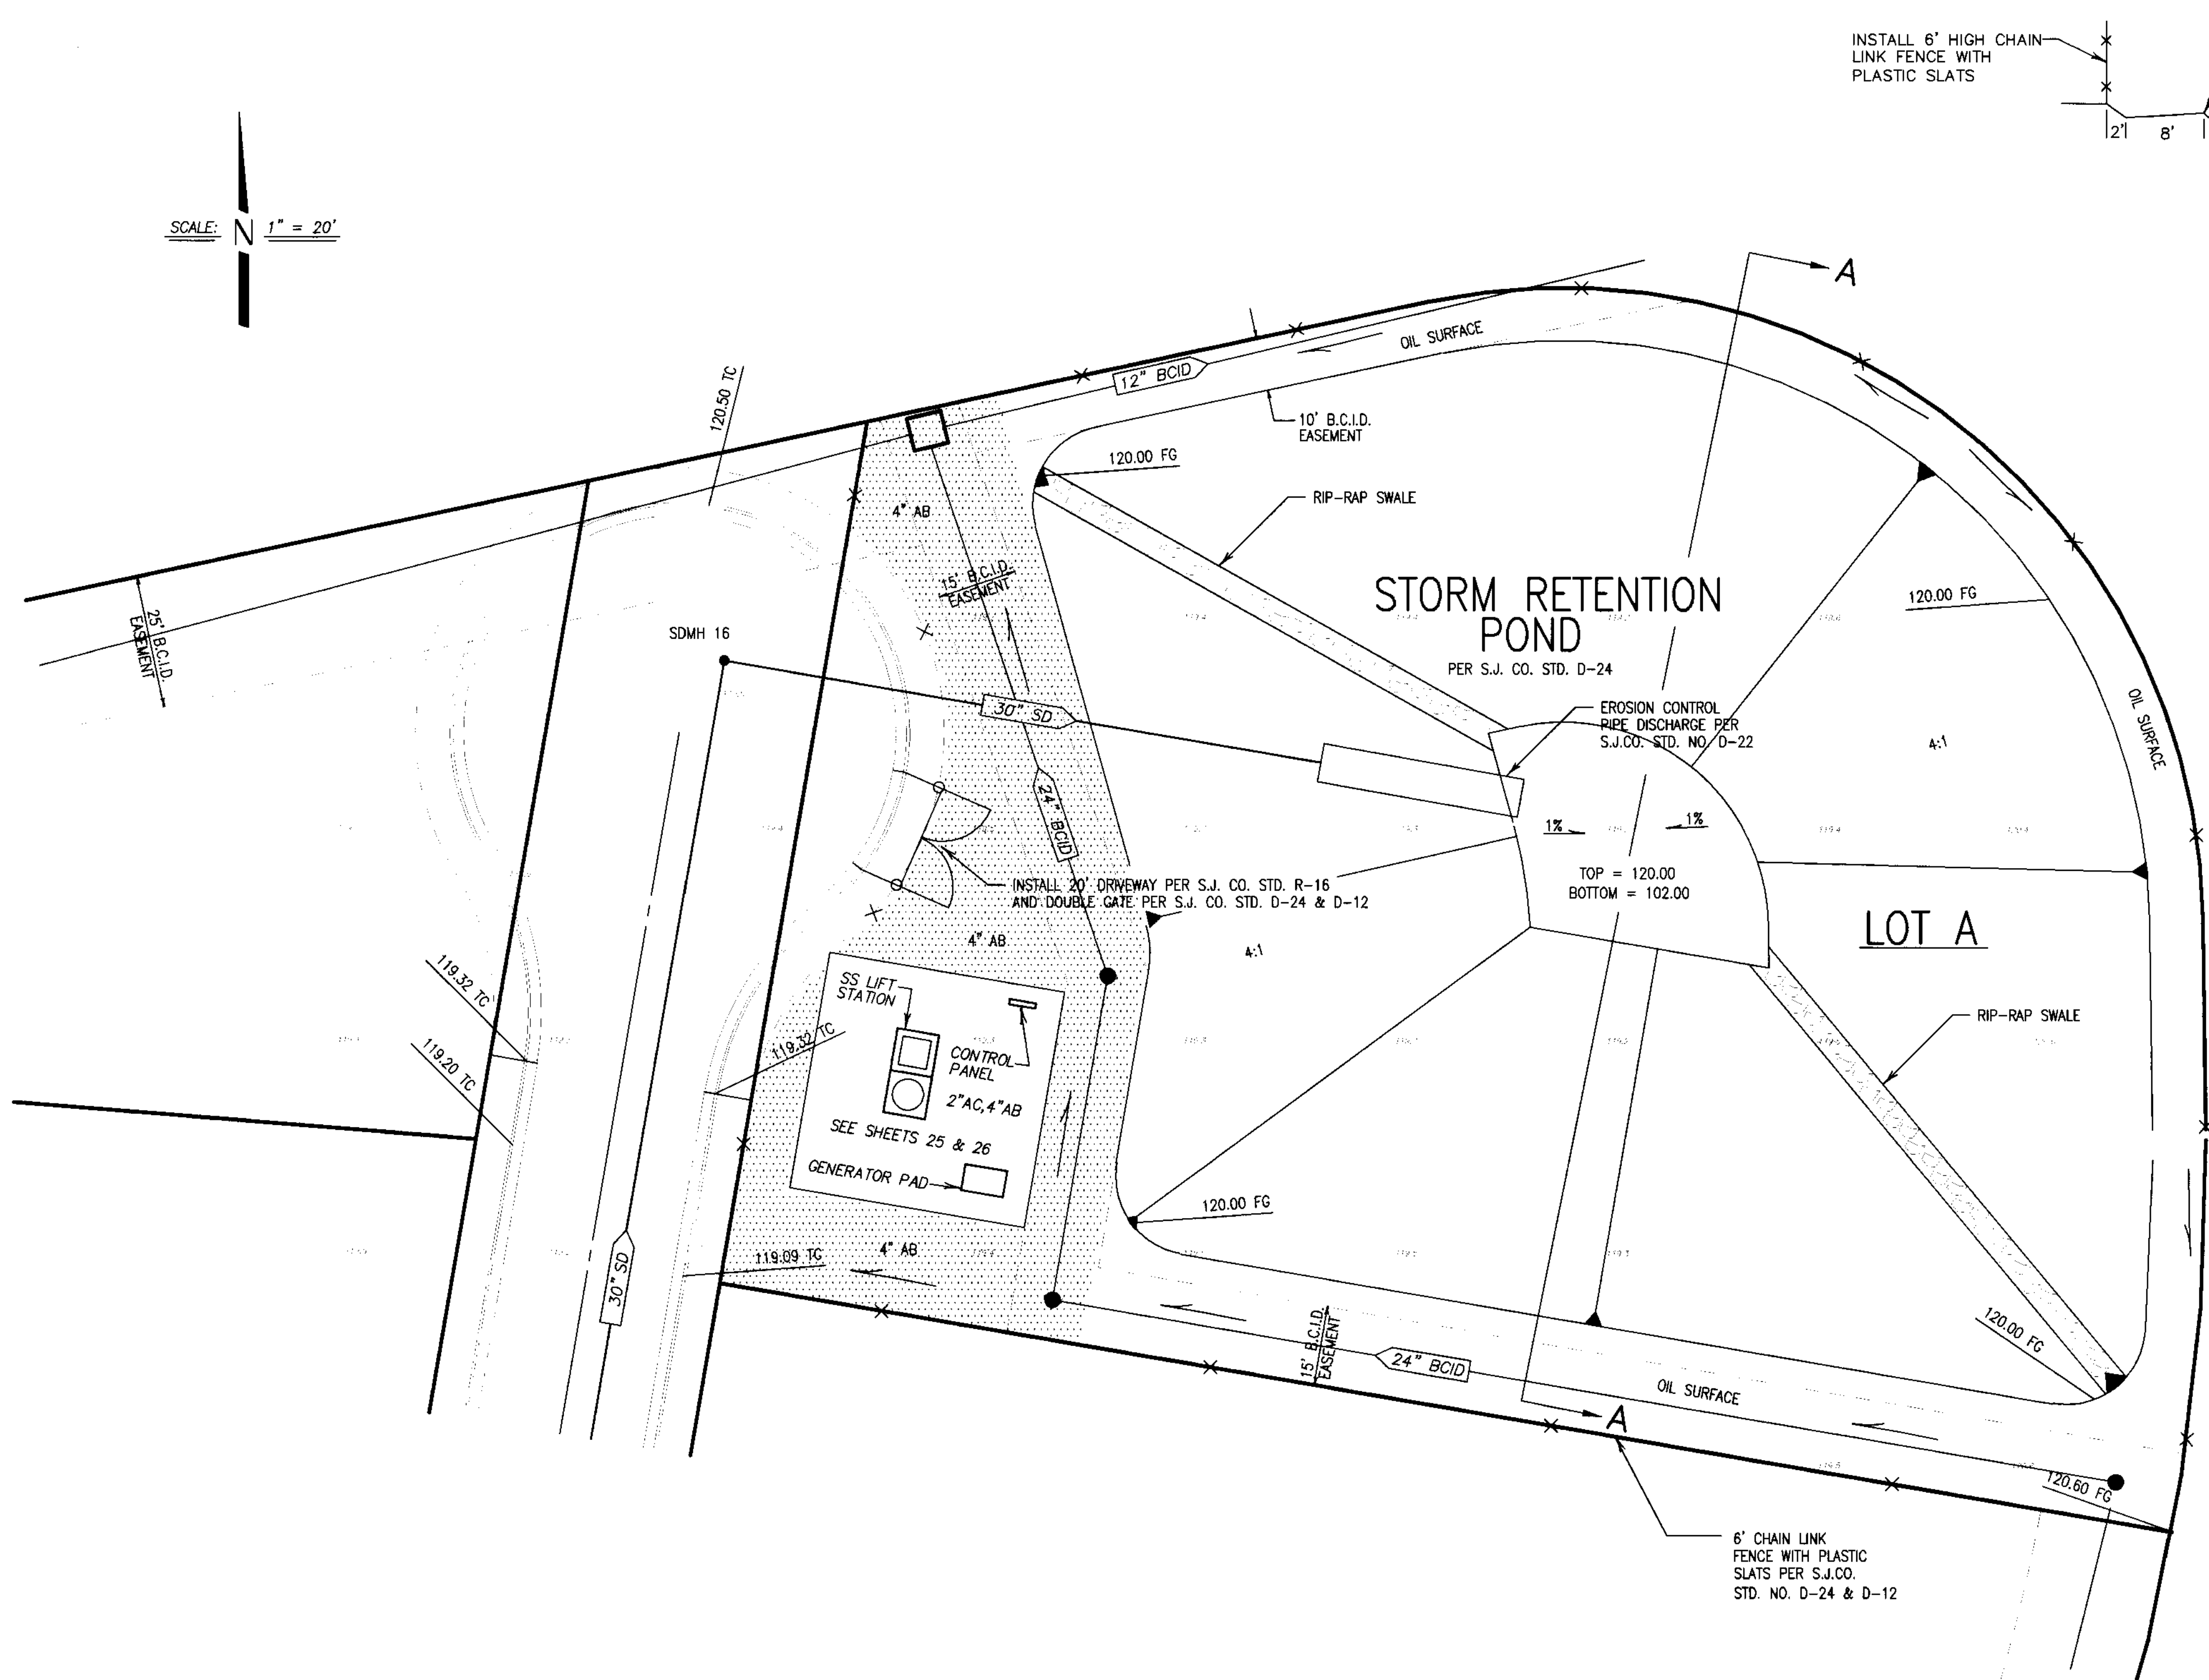 INSTALL 6' HIGH CHAIN
LINK FENCE WITH
PLASTIC SLATS
2'
8'
SCALE: N 1" = 20'
A
OIL SURFACE
12" BCID
120.50 TC
10' B.C.I.D.
EASEMENT
120.00 FG
RIP-RAP SWALE
4" AB
15' B.C.I.D.
EASEMENT
STORM RETENTION
POND
PER S.J. CO. STD. D-24
120.00 FG
25' B.C.I.D.
EASEMENT
SDMH 16
30" SD
EROSION CONTROL
PIPE DISCHARGE PER
S.J.CO. STD. NO. D-22
4:1
OIL SURFACE
24" BCID
1%
1%
TOP = 120.00
BOTTOM = 102.00
INSTALL 20' DRIVEWAY PER S.J. CO. STD. R-16
AND DOUBLE GATE PER S.J. CO. STD. D-24 & D-12
LOT A
4" AB
4:1
119.32 TC
119.20 TC
SS LIFT
STATION
CONTROL
PANEL
119.32 TC
2"AC,4"AB
SEE SHEETS 25 & 26
GENERATOR PAD
RIP-RAP SWALE
120.00 FG
119.09 TC
4" AB
30" SD
120.00 FG
15' B.C.I.D.
EASEMENT
24" BCID
OIL SURFACE
A
120.60 FG
6' CHAIN LINK
FENCE WITH PLASTIC
SLATS PER S.J.CO.
STD. NO. D-24 & D-12